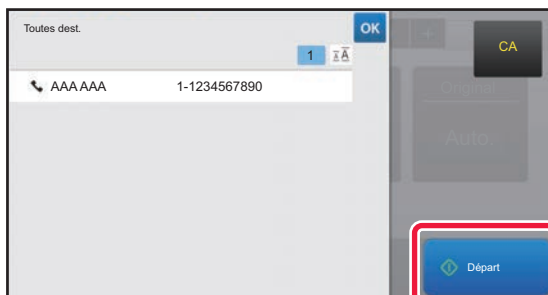 Toutes dest.
OK
CA
1
AAA AAA 1-1234567890
Original
Auto.
Départ